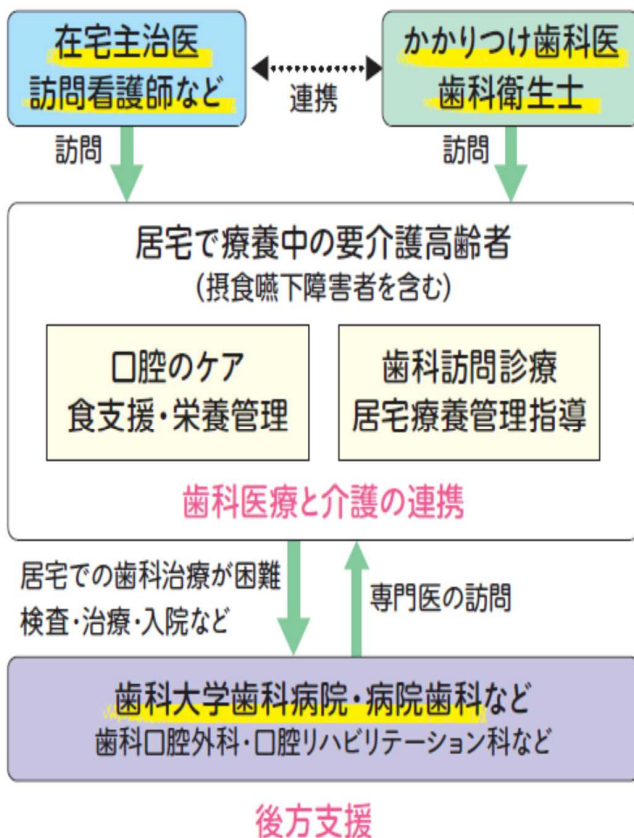 在宅主治医
訪問看護師など
連携
かかりつけ歯科医
歯科衛生士
訪問
訪問
居宅で療養中の要介護高齢者
(摂食嚥下障害者を含む)
口腔のケア
食支援・栄養管理
歯科訪問診療
居宅療養管理指導
歯科医療と介護の連携
居宅での歯科治療が困難
検査・治療・入院など
専門医の訪問
歯科大学歯科病院・病院歯科など
歯科口腔外科・口腔リハビリテーション科など
後方支援